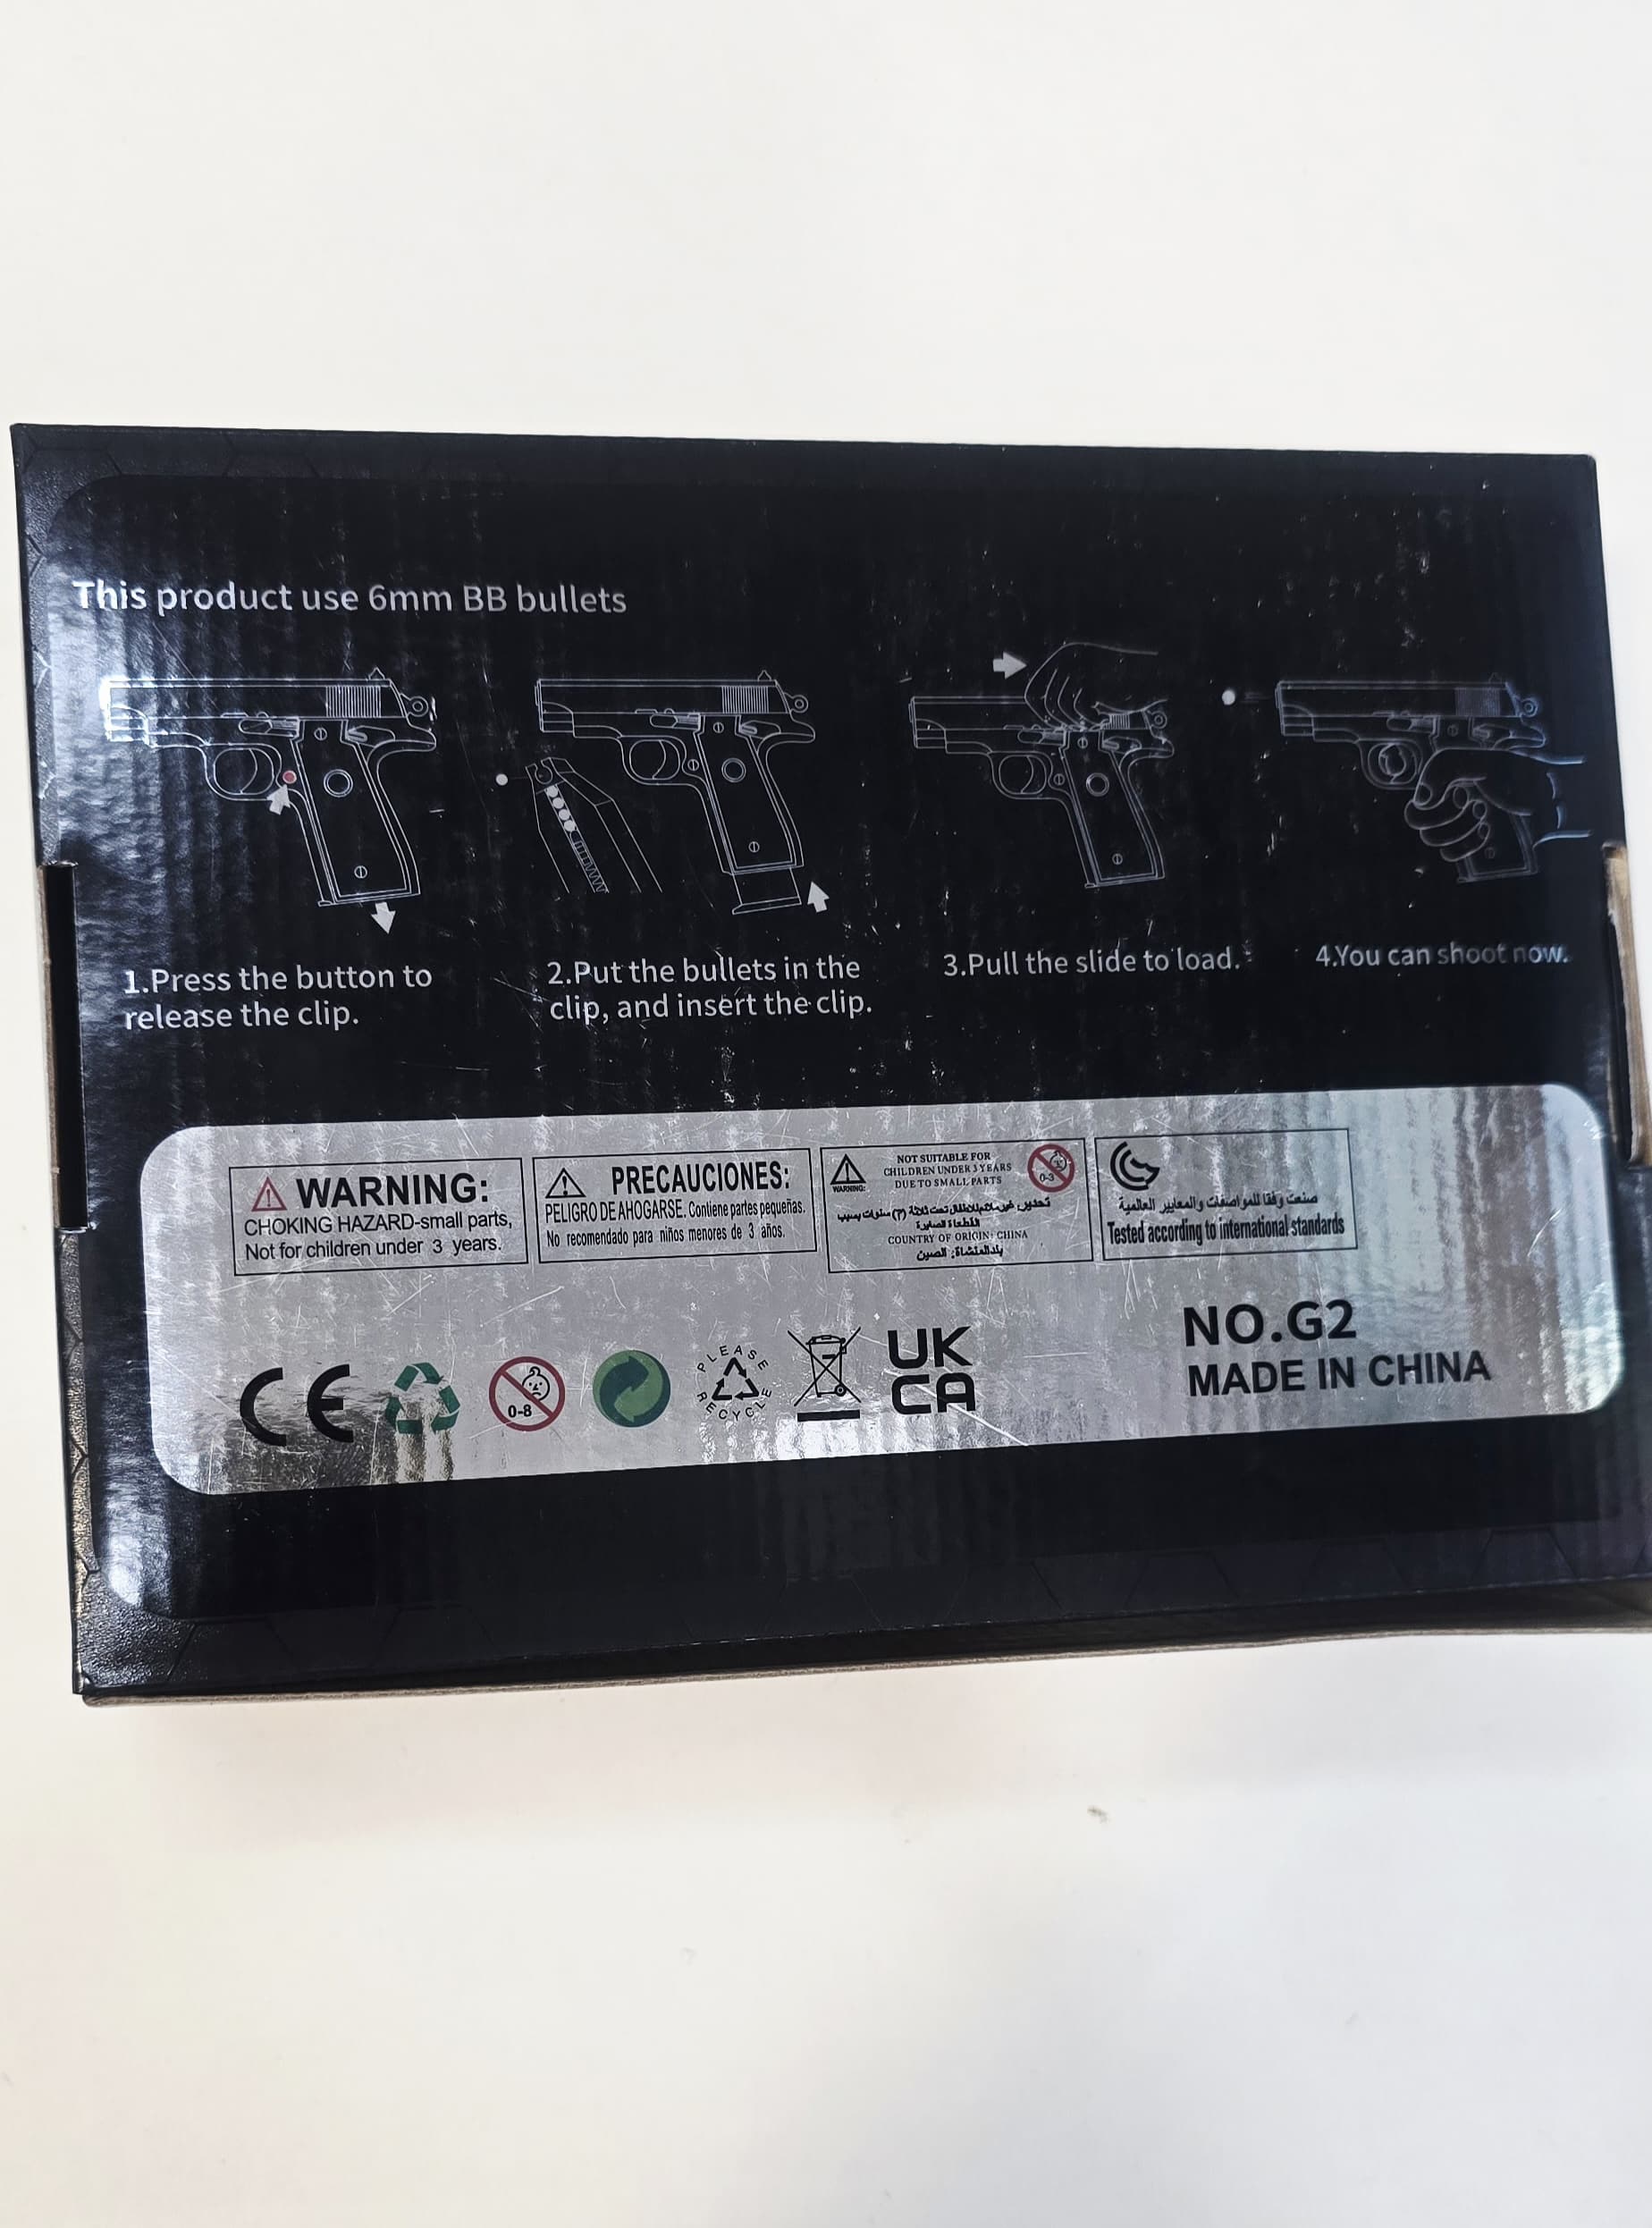 This product use 6mm BB bullets
1.Press the button to
release the clip.
2.Put the bullets in the
clip, and insert the clip.
3.Pull the slide to load.
4.You can shoot now.
WARNING:
CHOKING HAZARD-small parts,
Not for children under 3 years.
PRECAUCIONES:
PELIGRO DE AHOGARSE. Contiene partes pequeñas.
No recomendado para niños menores de 3 años.
WARNING:
NOT SUITABLE FOR
CHILDREN UNDER 3 YEARS
DUE TO SMALL PARTS
0-3
COUNTRY OF ORIGIN: CHINA
بلدالمنشاة: الصين
صنعت وفقا للمواصفات والمعايير العالمية
Tested according to international standards
CE
0-8
PLEASE
RECYCLE
UK
CA
NO.G2
MADE IN CHINA